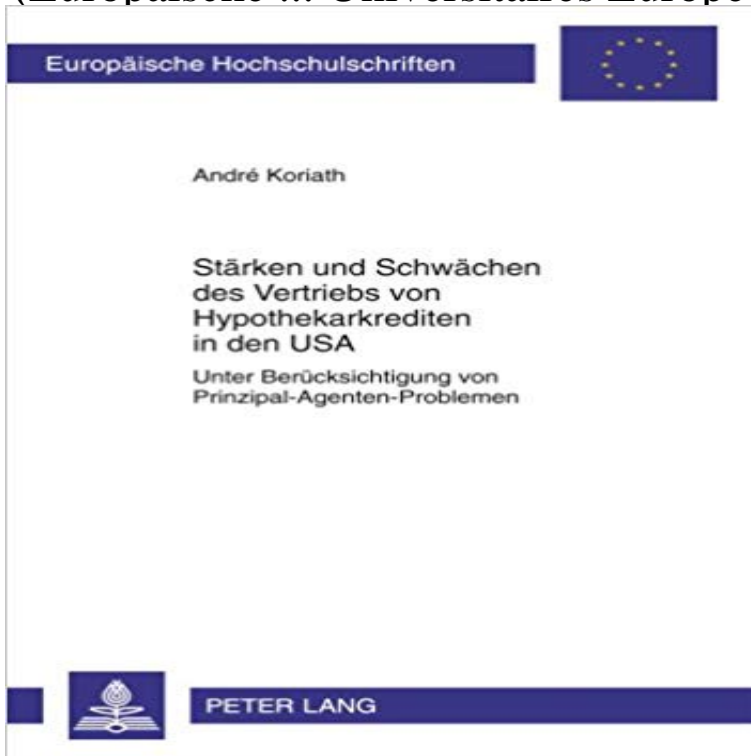 Europäische Hochschulschriften
André Koriath
Stärken und Schwächen
des Vertriebs von
Hypothekarkrediten
in den USA
Unter Berücksichtigung von
Prinzipal-Agenten-Problemen
PETER LANG